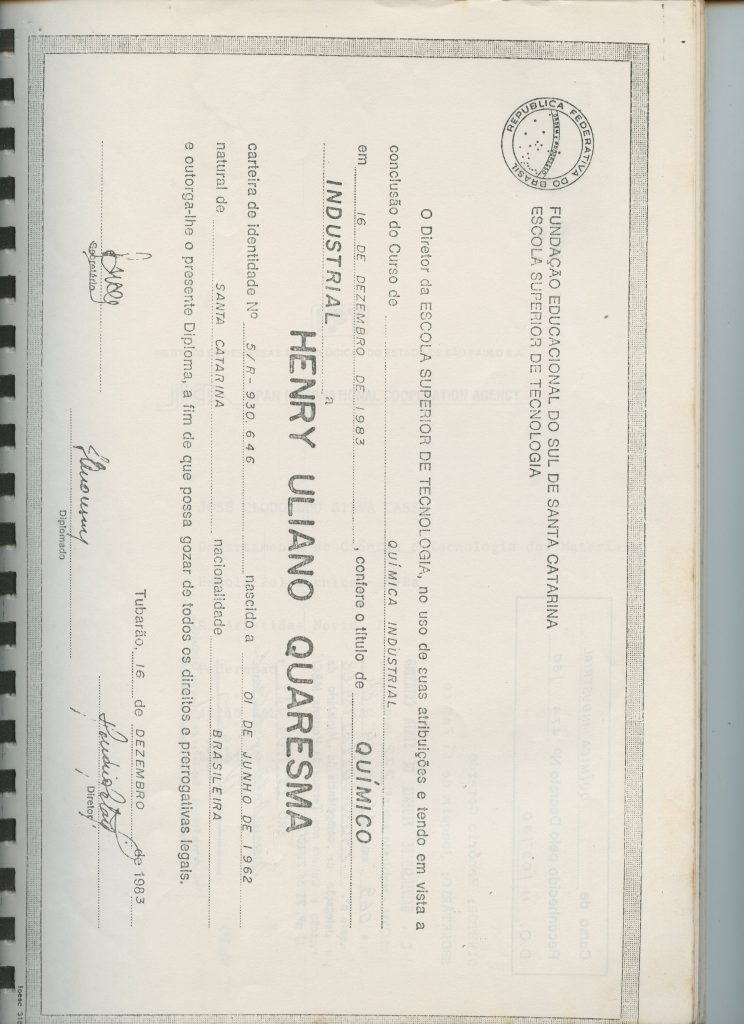 REPUBLICA FEDERATIVA DO BRASIL
ORDEM E PROGRESSO
FUNDAÇÃO EDUCACIONAL DO SUL DE SANTA CATARINA
ESCOLA SUPERIOR DE TECNOLOGIA
O Diretor da ESCOLA SUPERIOR DE TECNOLOGIA, no uso de suas atribuições e tendo em vista a
conclusão do Curso de QUÍMICA INDUSTRIAL
em 16 DE DEZEMBRO DE 1983, confere o título de QUÍMICO
INDUSTRIAL a
HENRY ULIANO QUARESMA
carteira de identidade Nº 5/R-930.646 nascido a 01 DE JUNHO DE 1962
natural de SANTA CATARINA nacionalidade BRASILEIRA
e outorga-lhe o presente Diploma, a fim de que possa gozar de todos os direitos e prerrogativas legais.
Tubarão, 16 de DEZEMBRO de 1983
Secretária
Diplomado
Diretor